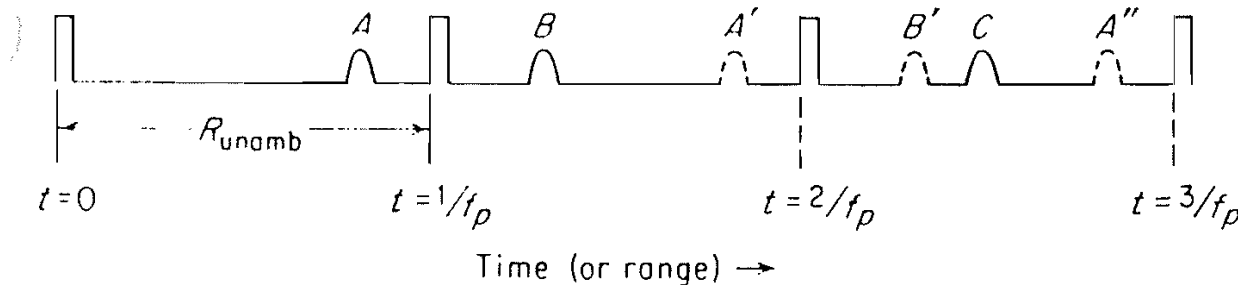 A B A′ B′ C A″
R_unamb
t=0 t=1/f_p t=2/f_p t=3/f_p
Time (or range) →